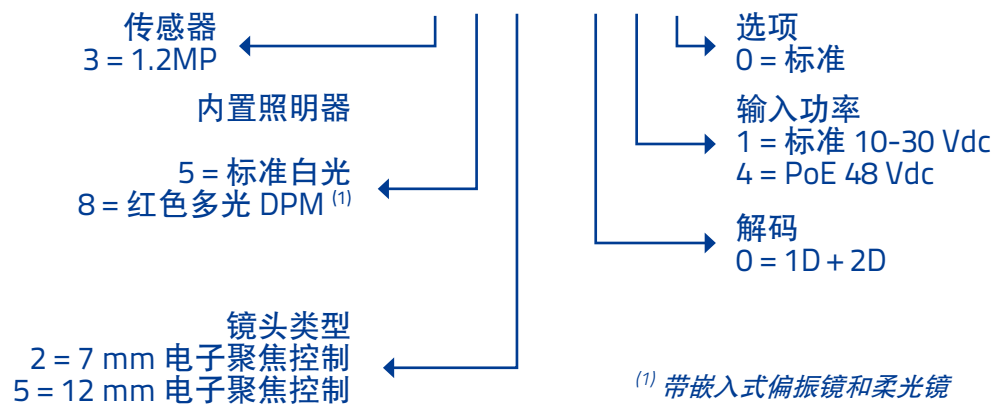 传感器
3 = 1.2MP
内置照明器
5 = 标准白光
8 = 红色多光 DPM (1)
镜头类型
2 = 7 mm 电子聚焦控制
5 = 12 mm 电子聚焦控制
选项
0 = 标准
输入功率
1 = 标准 10-30 Vdc
4 = PoE 48 Vdc
解码
0 = 1D + 2D
(1) 带嵌入式偏振镜和柔光镜